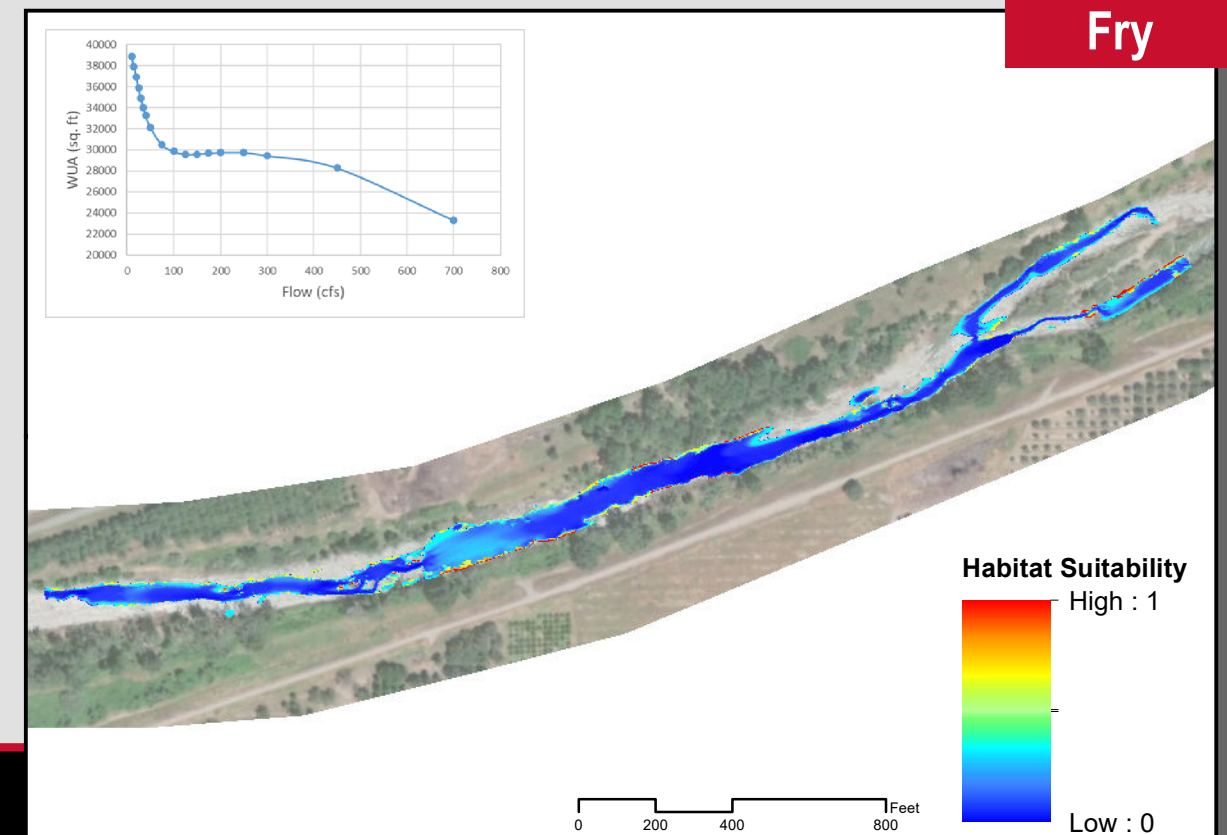 Fry
40000
38000
36000
34000
32000
30000
28000
26000
24000
22000
20000
WUA (sq. ft)
0 100 200 300 400 500 600 700 800
Flow (cfs)
Habitat Suitability
High : 1
Low : 0
Feet
0 200 400 800